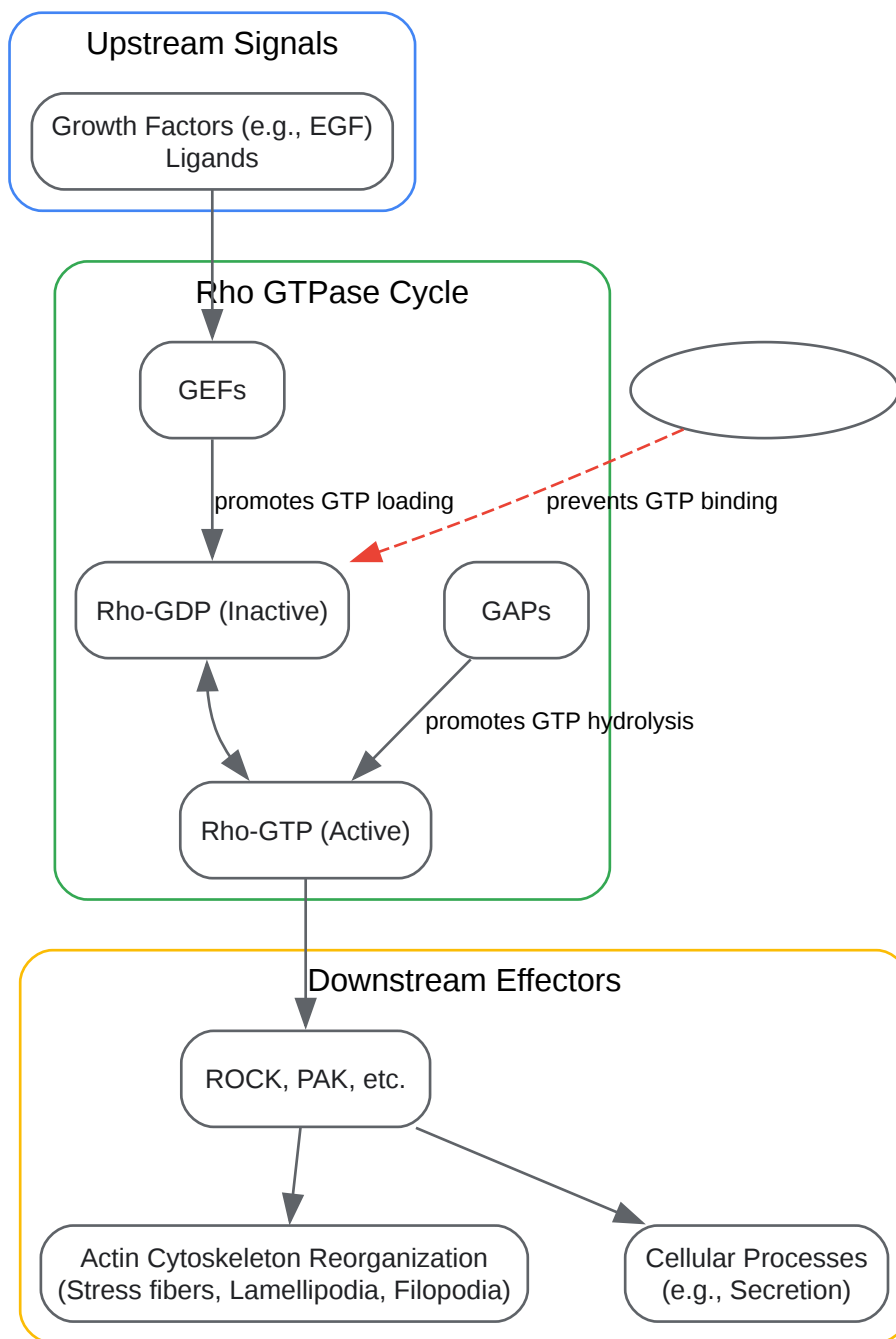 Upstream Signals
Growth Factors (e.g., EGF)
Ligands
Rho GTPase Cycle
GEFs
promotes GTP loading
prevents GTP binding
Rho-GDP (Inactive)
GAPs
promotes GTP hydrolysis
Rho-GTP (Active)
Downstream Effectors
ROCK, PAK, etc.
Actin Cytoskeleton Reorganization
(Stress fibers, Lamellipodia, Filopodia)
Cellular Processes
(e.g., Secretion)